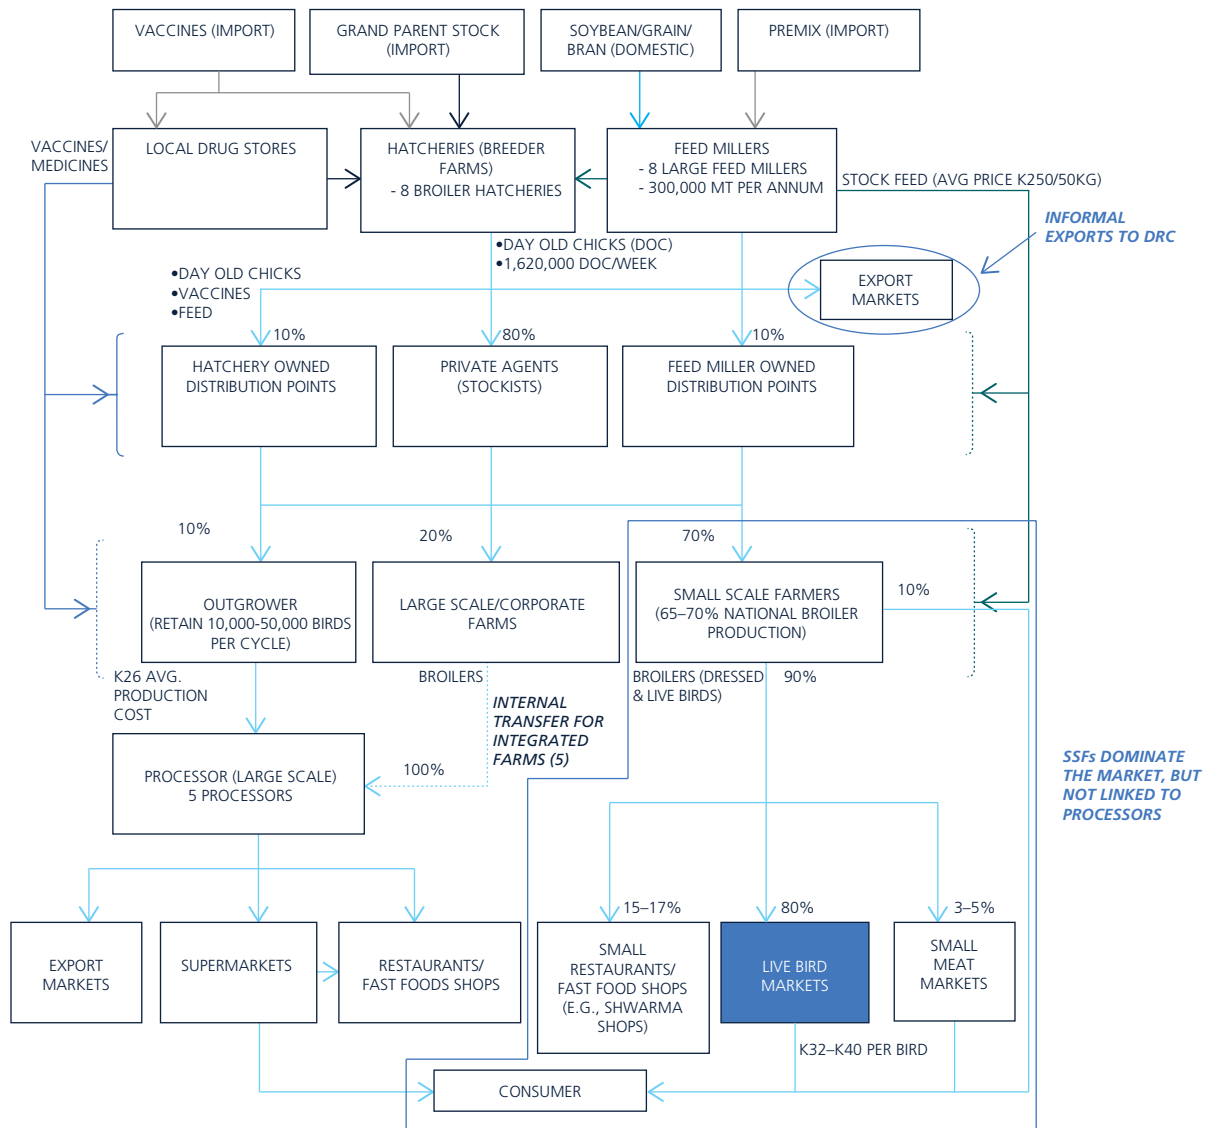 VACCINES (IMPORT)
GRAND PARENT STOCK
(IMPORT)
SOYBEAN/GRAIN/
BRAN (DOMESTIC)
PREMIX (IMPORT)
VACCINES/
MEDICINES
LOCAL DRUG STORES
HATCHERIES (BREEDER
FARMS)
- 8 BROILER HATCHERIES
FEED MILLERS
- 8 LARGE FEED MILLERS
- 300,000 MT PER ANNUM
STOCK FEED (AVG PRICE K250/50KG)
INFORMAL
EXPORTS TO DRC
•DAY OLD CHICKS (DOC)
•1,620,000 DOC/WEEK
•DAY OLD CHICKS
•VACCINES
•FEED
EXPORT
MARKETS
10%
80%
10%
HATCHERY OWNED
DISTRIBUTION POINTS
PRIVATE AGENTS
(STOCKISTS)
FEED MILLER OWNED
DISTRIBUTION POINTS
10%
20%
70%
OUTGROWER
(RETAIN 10,000-50,000 BIRDS
PER CYCLE)
LARGE SCALE/CORPORATE
FARMS
SMALL SCALE FARMERS
(65–70% NATIONAL BROILER
PRODUCTION)
10%
K26 AVG.
PRODUCTION
COST
BROILERS
BROILERS (DRESSED
& LIVE BIRDS)
90%
INTERNAL
TRANSFER FOR
INTEGRATED
FARMS (5)
PROCESSOR (LARGE SCALE)
5 PROCESSORS
100%
SSFs DOMINATE
THE MARKET, BUT
NOT LINKED TO
PROCESSORS
15–17%
80%
3–5%
EXPORT
MARKETS
SUPERMARKETS
RESTAURANTS/
FAST FOODS SHOPS
SMALL
RESTAURANTS/
FAST FOOD SHOPS
(E.G., SHWARMA
SHOPS)
LIVE BIRD
MARKETS
SMALL
MEAT
MARKETS
K32–K40 PER BIRD
CONSUMER